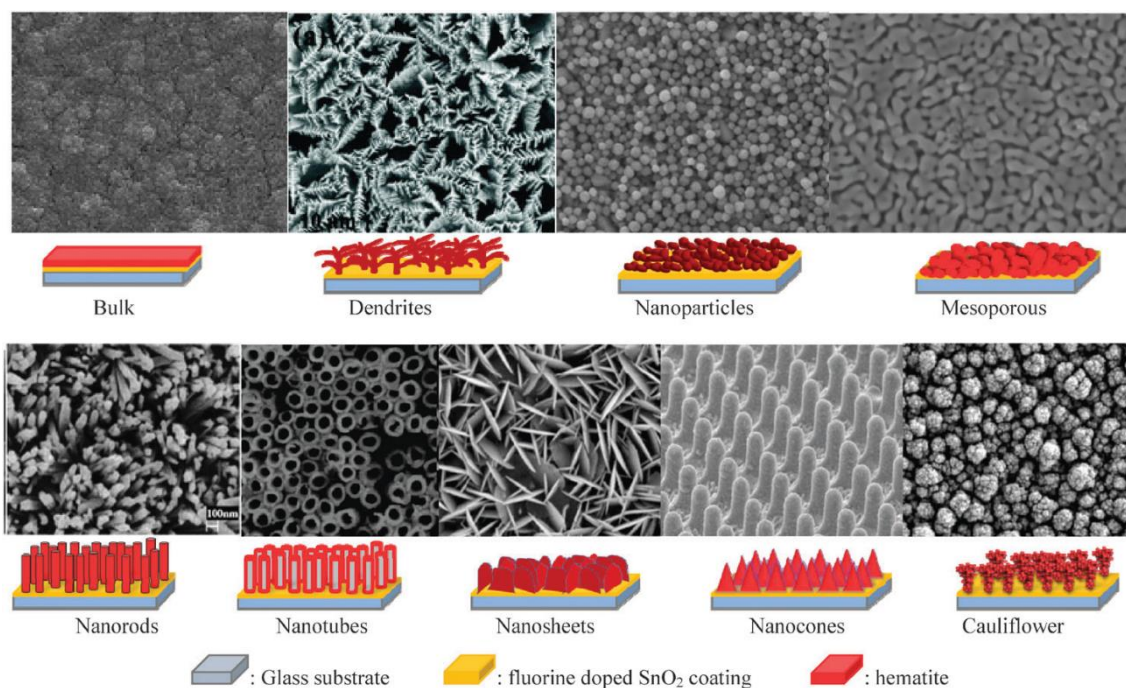 Bulk
Dendrites
Nanoparticles
Mesoporous
100nm
Nanorods
Nanotubes
Nanosheets
Nanocones
Cauliflower
: Glass substrate
: fluorine doped SnO₂ coating
: hematite